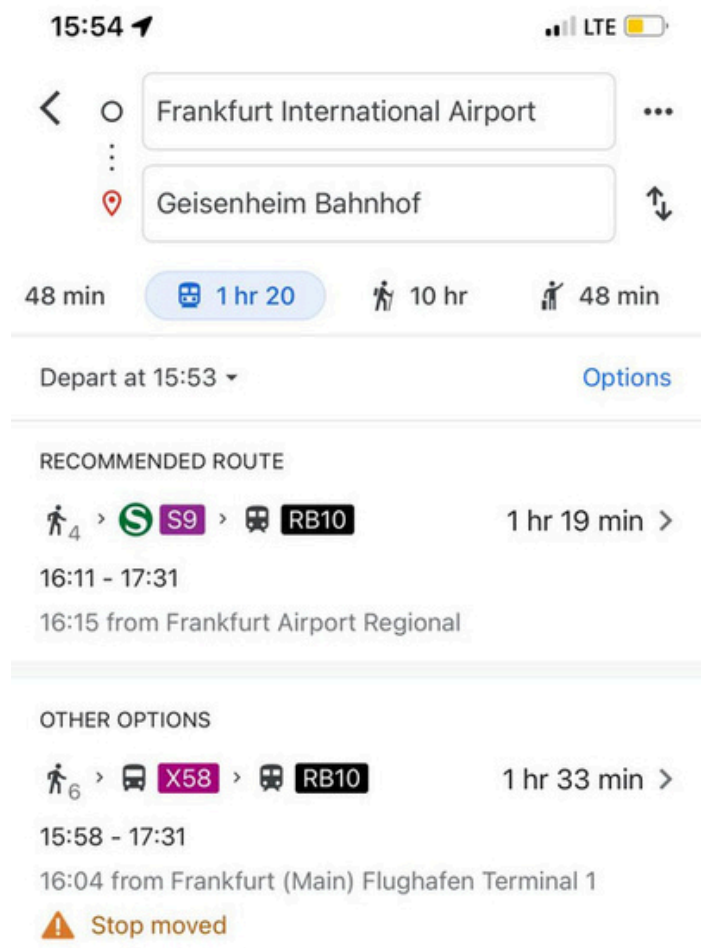 15:54 LTE
Frankfurt International Airport
Geisenheim Bahnhof
48 min 1 hr 20 10 hr 48 min
Depart at 15:53 Options
RECOMMENDED ROUTE
4 S S9 RB10 1 hr 19 min
16:11 - 17:31
16:15 from Frankfurt Airport Regional
OTHER OPTIONS
6 X58 RB10 1 hr 33 min
15:58 - 17:31
16:04 from Frankfurt (Main) Flughafen Terminal 1
Stop moved